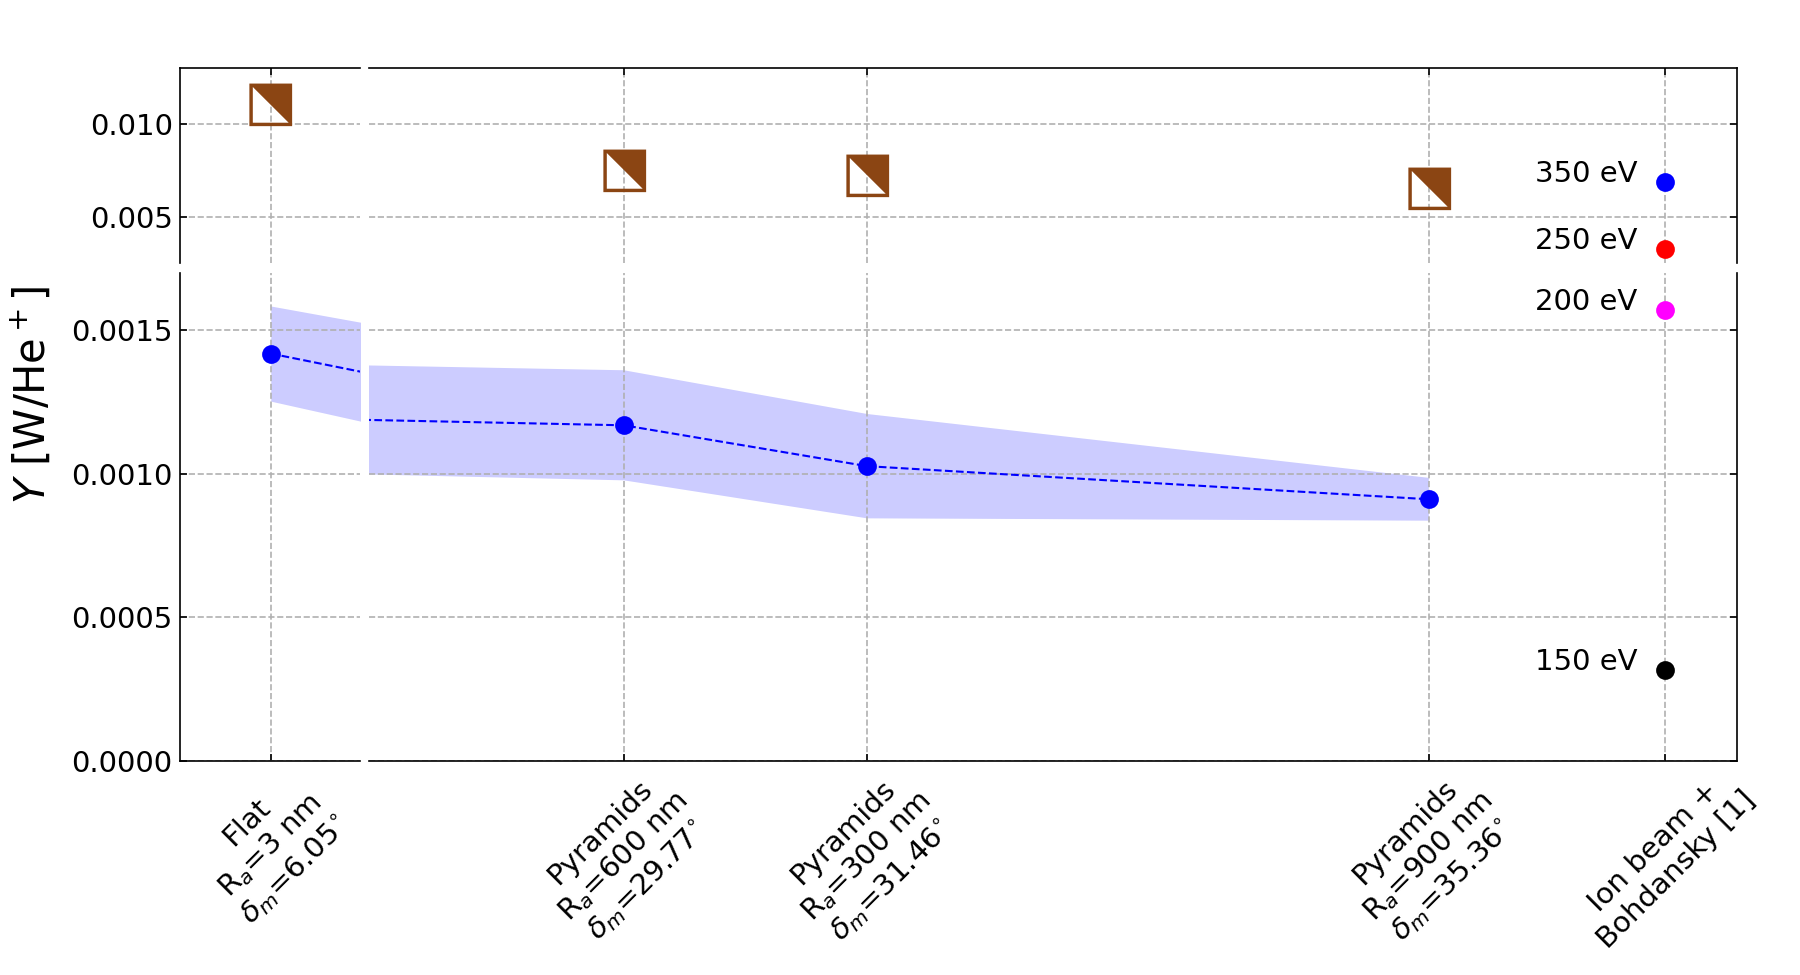 0.010
0.005
0.0015
0.0010
0.0005
0.0000
Y [W/He⁺]
350 eV
250 eV
200 eV
150 eV
Flat
Rₐ=3 nm
δₘ=6.05°
Pyramids
Rₐ=600 nm
δₘ=29.77°
Pyramids
Rₐ=300 nm
δₘ=31.46°
Pyramids
Rₐ=900 nm
δₘ=35.36°
Ion beam +
Bohdansky [1]